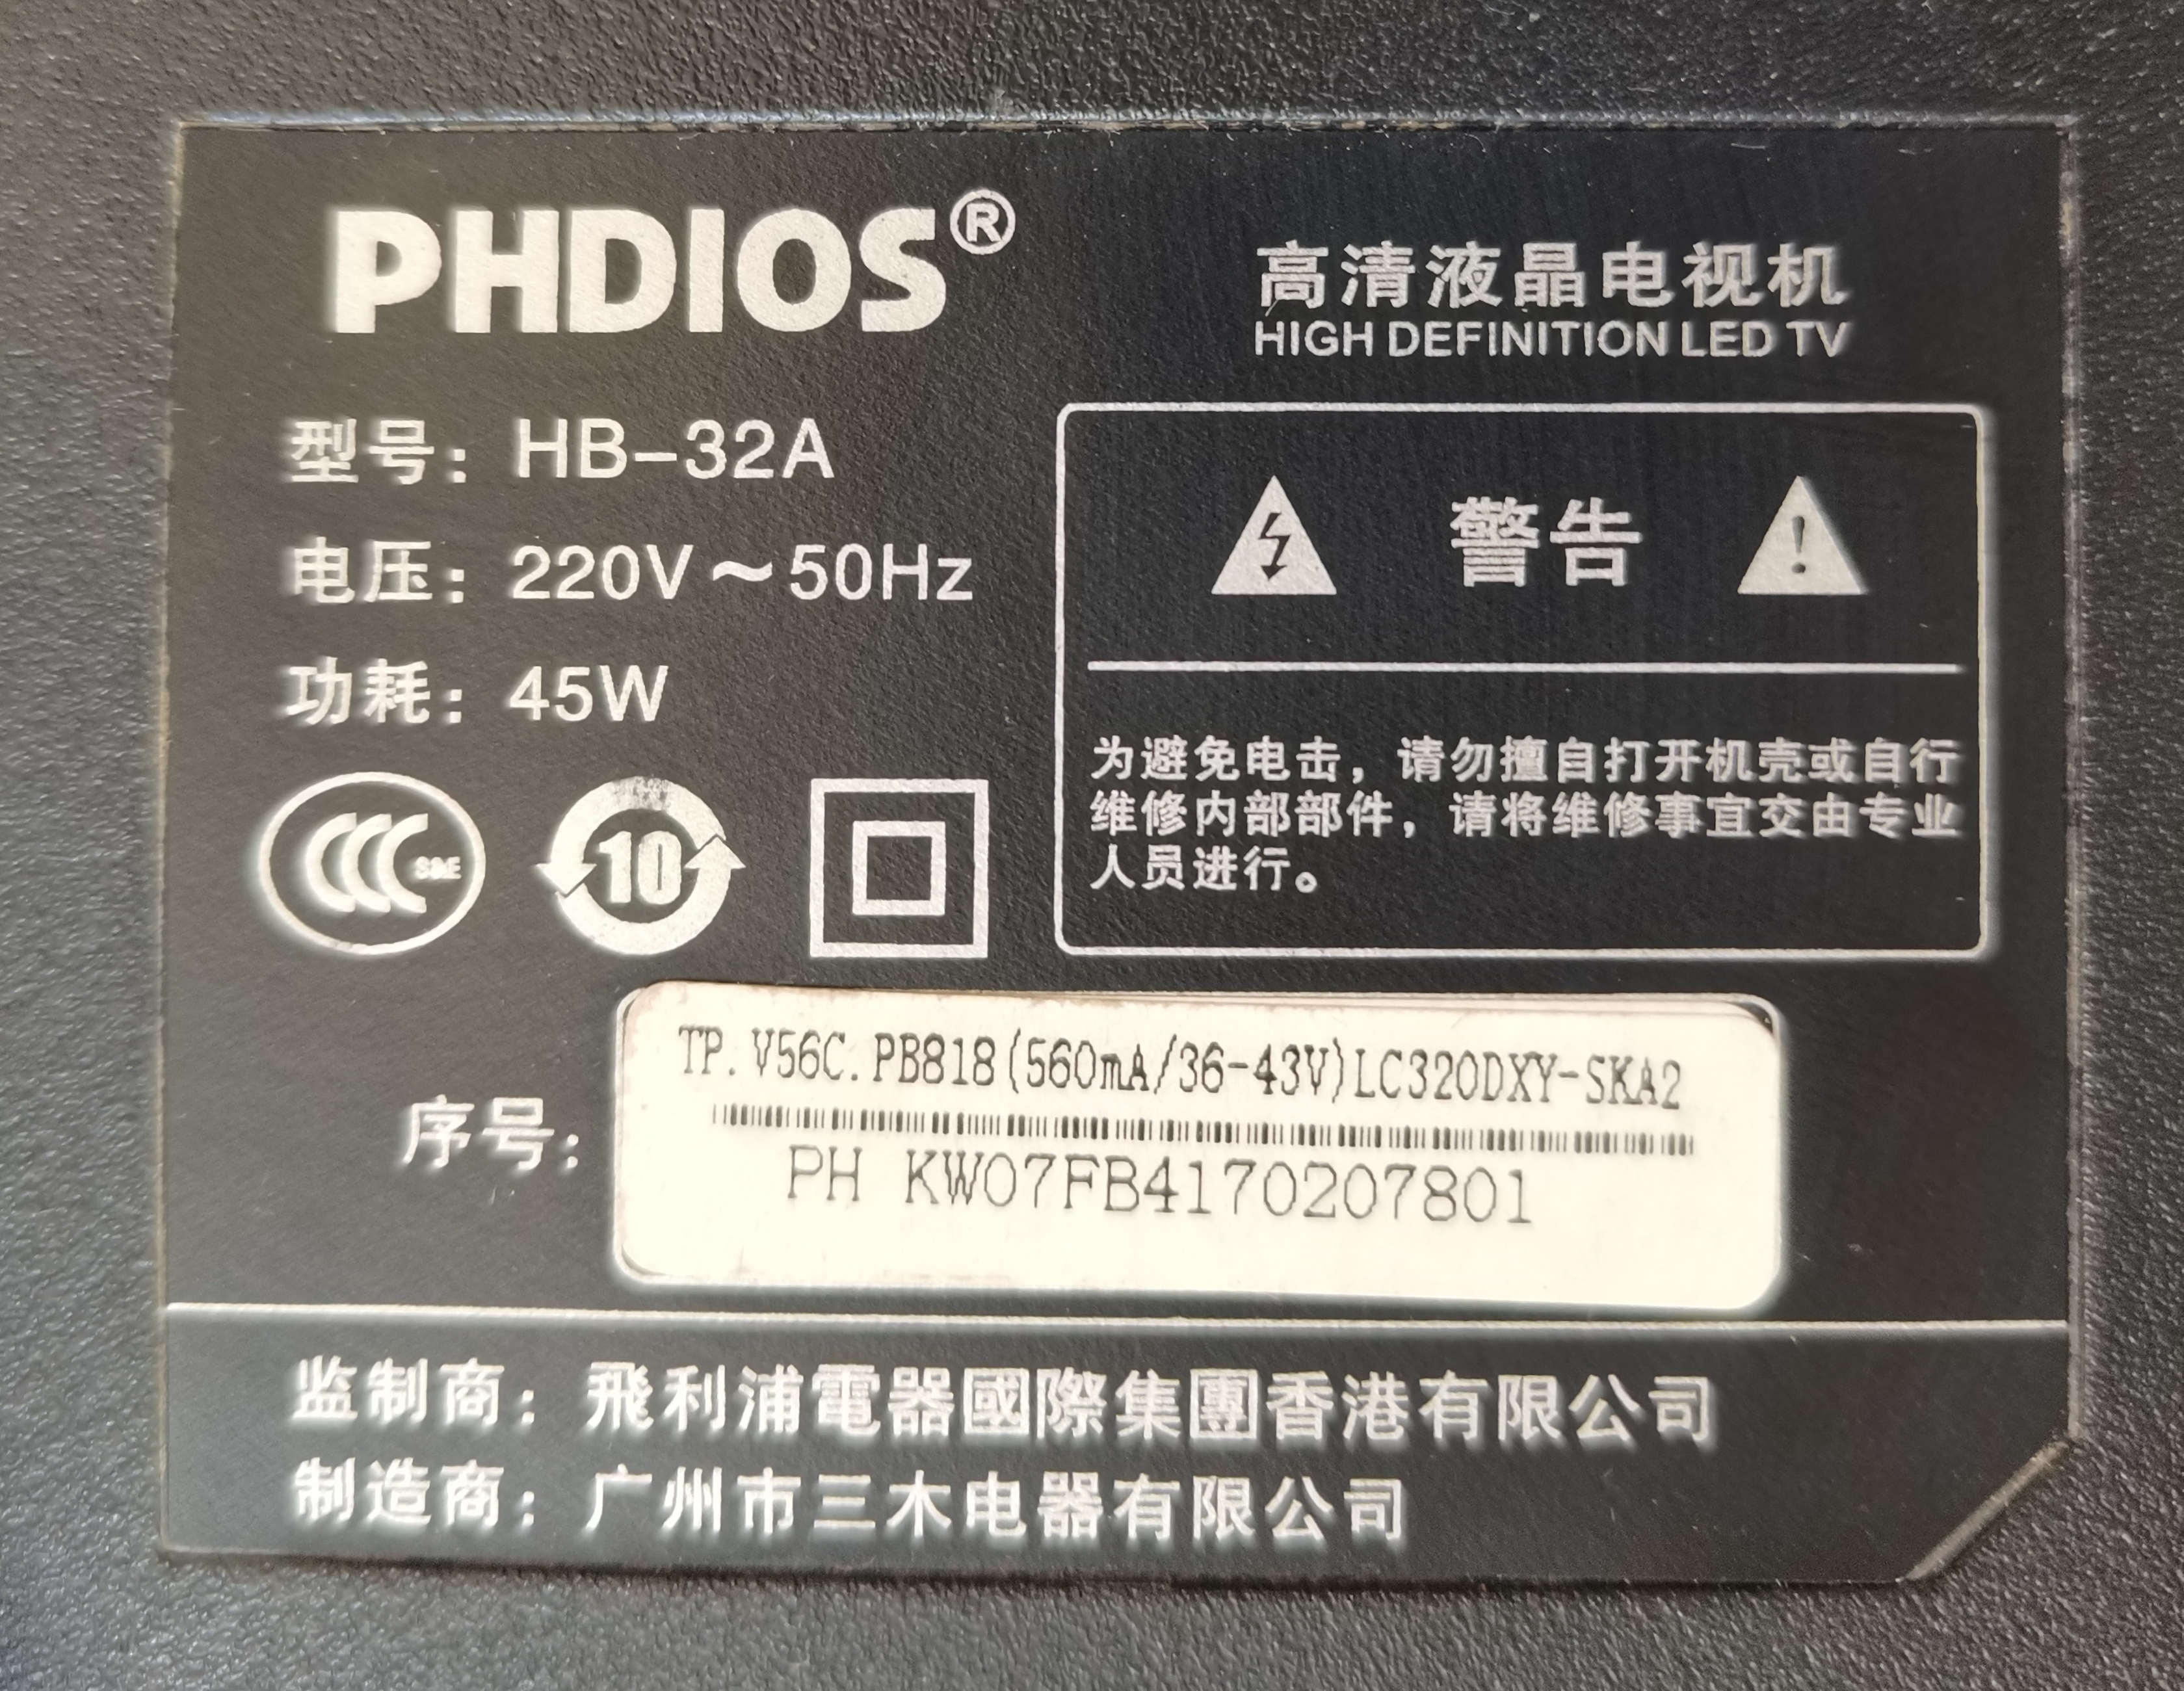 PHDIOS®
高清液晶电视机
HIGH DEFINITION LED TV
型号：HB-32A
电压：220V～50Hz
功耗：45W
CCC S&E
10
警告
为避免电击，请勿擅自打开机壳或自行
维修内部部件，请将维修事宜交由专业
人员进行。
序号：
TP.V56C.PB818(560mA/36-43V)LC320DXY-SKA2
PH KW07FB4170207801
监制商：飛利浦電器國際集團香港有限公司
制造商：广州市三木电器有限公司